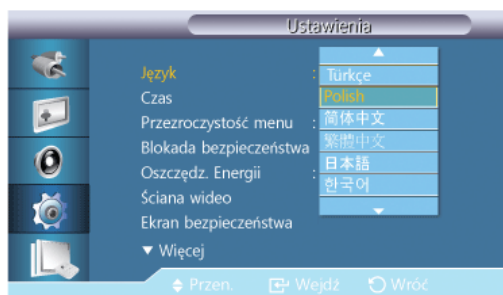 Ustawienia
Język :
Türkçe
Polish
简体中文
繁體中文
日本語
한국어
Czas
Przezroczystość menu :
Blokada bezpieczeństwa
Oszczędz. Energii :
Ściana wideo
Ekran bezpieczeństwa
▼ Więcej
Przen. Wejdź Wróć